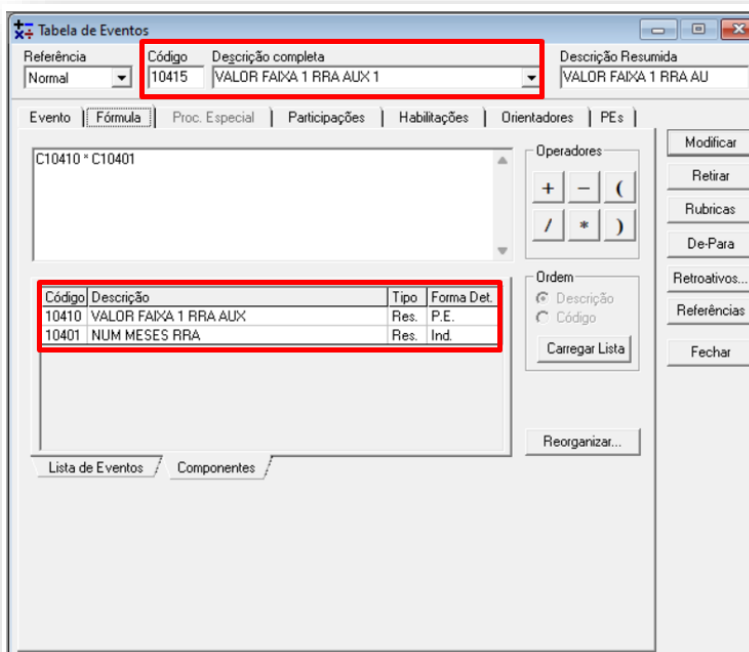 Tabela de Eventos
Referência Código Descrição completa Descrição Resumida
Normal 10415 VALOR FAIXA 1 RRA AUX 1 VALOR FAIXA 1 RRA AU
Evento Fórmula Proc. Especial Participações Habilitações Orientadores PEs
Modificar
Retirar
Rubricas
De-Para
Retroativos...
Referências
Fechar
C10410 * C10401
Operadores
+ − (
/ * )
Código Descrição Tipo Forma Det.
10410 VALOR FAIXA 1 RRA AUX Res. P.E.
10401 NUM MESES RRA Res. Ind.
Ordem
Descrição
Código
Carregar Lista
Reorganizar...
Lista de Eventos Componentes